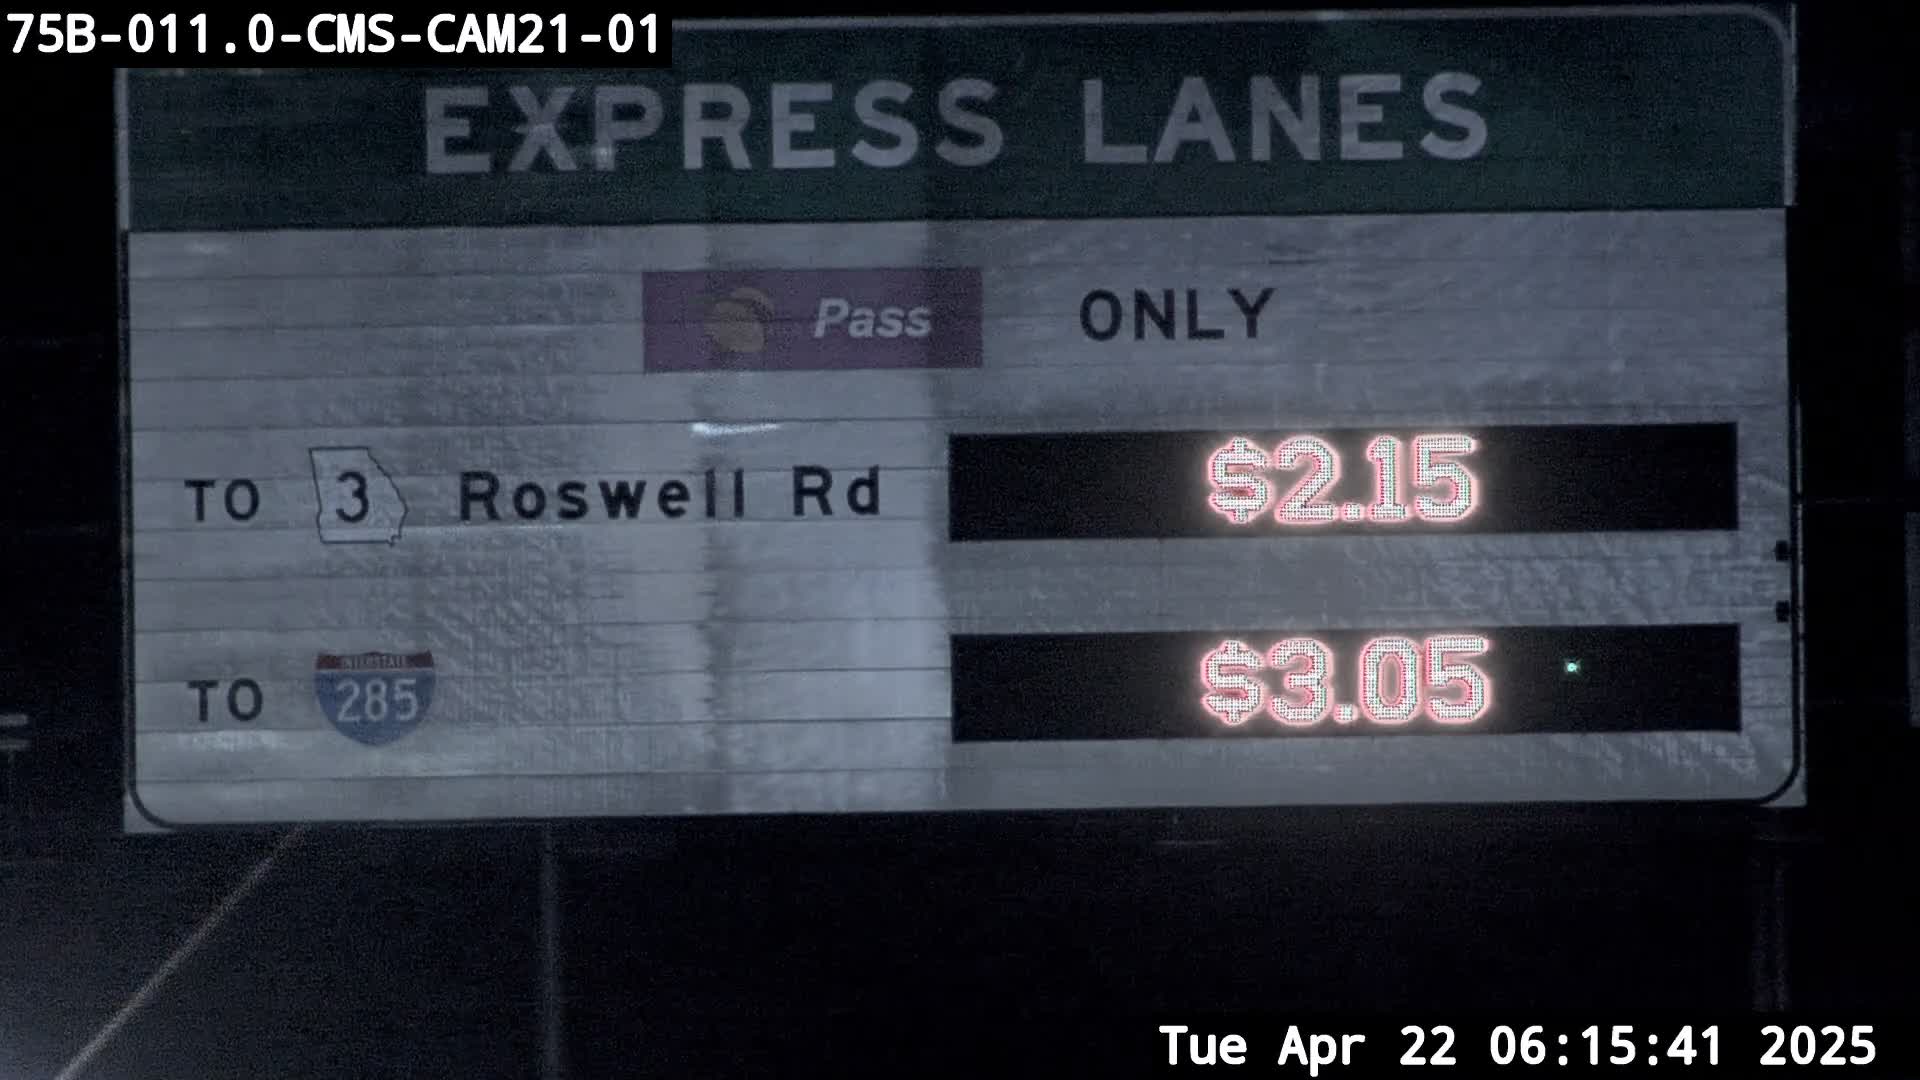 75B-011.0-CMS-CAM21-01
EXPRESS LANES
Pass ONLY
TO 3 Roswell Rd $2.15
TO INTERSTATE 285 $3.05
Tue Apr 22 06:15:41 2025